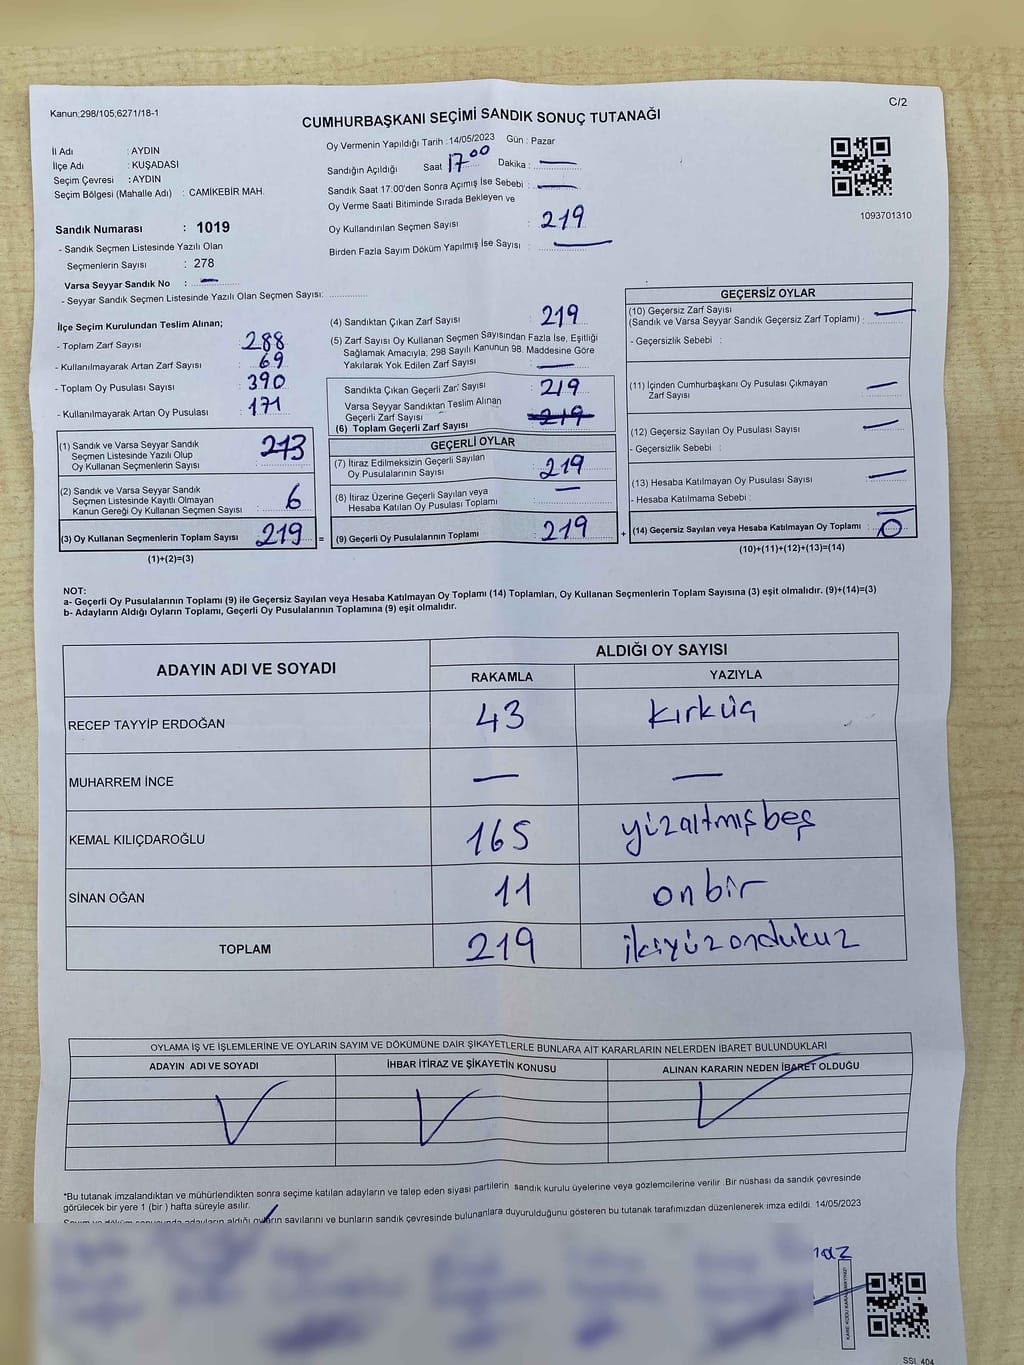 Kanun;298/105;6271/18-1
C/2
CUMHURBAŞKANI SEÇİMİ SANDIK SONUÇ TUTANAĞI
İl Adı : AYDIN
İlçe Adı : KUŞADASI
Seçim Çevresi : AYDIN
Seçim Bölgesi (Mahalle Adı) : CAMİKEBİR MAH.
Oy Vermenin Yapıldığı Tarih : 14/05/2023 Gün : Pazar
Sandığın Açıldığı Saat 17 00 Dakika : —
Sandık Saat 17:00'den Sonra Açımış İse Sebebi : —
Oy Verme Saati Bitiminde Sırada Bekleyen ve
Oy Kullandırılan Seçmen Sayısı : 219
Birden Fazla Sayım Döküm Yapılmış İse Sayısı : —
1093701310
Sandık Numarası : 1019
- Sandık Seçmen Listesinde Yazılı Olan
Seçmenlerin Sayısı : 278
Varsa Seyyar Sandık No : —
- Seyyar Sandık Seçmen Listesinde Yazılı Olan Seçmen Sayısı:
İlçe Seçim Kurulundan Teslim Alınan;
- Toplam Zarf Sayısı : 288
- Kullanılmayarak Artan Zarf Sayısı : 69
- Toplam Oy Pusulası Sayısı : 390
- Kullanılmayarak Artan Oy Pusulası : 171
(1) Sandık ve Varsa Seyyar Sandık
Seçmen Listesinde Yazılı Olup
Oy Kullanan Seçmenlerin Sayısı : 213
(2) Sandık ve Varsa Seyyar Sandık
Seçmen Listesinde Kayıtlı Olmayan
Kanun Gereği Oy Kullanan Seçmen Sayısı : 6
(3) Oy Kullanan Seçmenlerin Toplam Sayısı : 219
(1)+(2)=(3)
(4) Sandıktan Çıkan Zarf Sayısı : 219
(5) Zarf Sayısı Oy Kullanan Seçmen Sayısından Fazla İse, Eşitliği
Sağlamak Amacıyla; 298 Sayılı Kanunun 98. Maddesine Göre
Yakılarak Yok Edilen Zarf Sayısı : —
Sandıkta Çıkan Geçerli Zarf Sayısı : 219
Varsa Seyyar Sandıktan Teslim Alınan
Geçerli Zarf Sayısı : 219
(6) Toplam Geçerli Zarf Sayısı
GEÇERLİ OYLAR
(7) İtiraz Edilmeksizin Geçerli Sayılan
Oy Pusulalarının Sayısı : 219
(8) İtiraz Üzerine Geçerli Sayılan veya
Hesaba Katılan Oy Pusulası Toplamı : —
= (9) Geçerli Oy Pusulalarının Toplamı : 219
GEÇERSİZ OYLAR
(10) Geçersiz Zarf Sayısı
(Sandık ve Varsa Seyyar Sandık Geçersiz Zarf Toplamı) : —
- Geçersizlik Sebebi :
(11) İçinden Cumhurbaşkanı Oy Pusulası Çıkmayan
Zarf Sayısı : —
(12) Geçersiz Sayılan Oy Pusulası Sayısı : —
- Geçersizlik Sebebi :
(13) Hesaba Katılmayan Oy Pusulası Sayısı : —
- Hesaba Katılmama Sebebi :
+ (14) Geçersiz Sayılan veya Hesaba Katılmayan Oy Toplamı : 0
(10)+(11)+(12)+(13)=(14)
NOT:
a- Geçerli Oy Pusulalarının Toplamı (9) ile Geçersiz Sayılan veya Hesaba Katılmayan Oy Toplamı (14) Toplamları, Oy Kullanan Seçmenlerin Toplam Sayısına (3) eşit olmalıdır. (9)+(14)=(3)
b- Adayların Aldığı Oyların Toplamı, Geçerli Oy Pusulalarının Toplamına (9) eşit olmalıdır.
ADAYIN ADI VE SOYADI ALDIĞI OY SAYISI
RAKAMLA YAZIYLA
RECEP TAYYİP ERDOĞAN 43 kırküç
MUHARREM İNCE — —
KEMAL KILIÇDAROĞLU 165 yüzaltmışbeş
SİNAN OĞAN 11 onbir
TOPLAM 219 ikiyüzondukuz
OYLAMA İŞ VE İŞLEMLERİNE VE OYLARIN SAYIM VE DÖKÜMÜNE DAİR ŞİKAYETLERLE BUNLARA AİT KARARLARIN NELERDEN İBARET BULUNDUKLARI
ADAYIN ADI VE SOYADI İHBAR İTİRAZ VE ŞİKAYETİN KONUSU ALINAN KARARIN NEDEN İBARET OLDUĞU
*Bu tutanak imzalandıktan ve mühürlendikten sonra seçime katılan adayların ve talep eden siyasi partilerin sandık kurulu üyelerine veya gözlemcilerine verilir. Bir nüshası da sandık çevresinde
görülecek bir yere 1 (bir) hafta süreyle asılır.
adayların aldığı oyların sayılarını ve bunların sandık çevresinde bulunanlara duyurulduğunu gösteren bu tutanak tarafımızdan düzenlenerek imza edildi. 14/05/2023
SSI 404